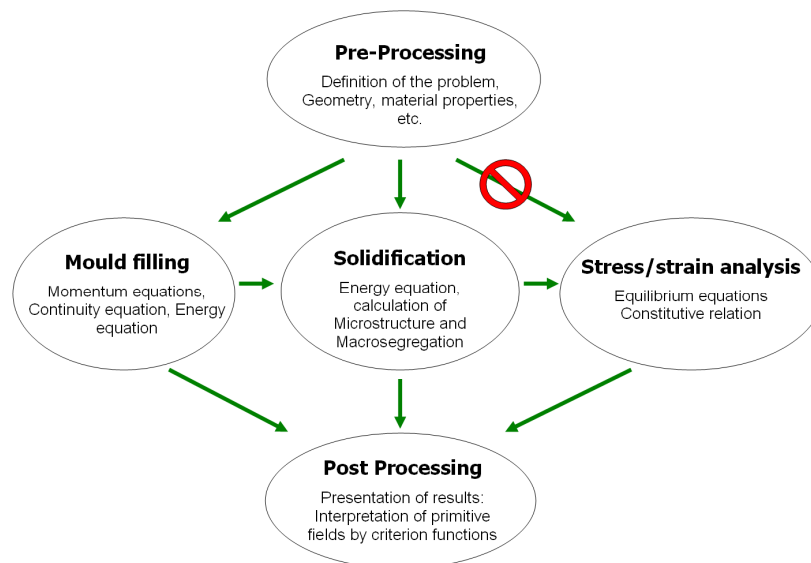 Pre-Processing
Definition of the problem,
Geometry, material properties,
etc.
Mould filling
Momentum equations,
Continuity equation, Energy
equation
Solidification
Energy equation,
calculation of
Microstructure and
Macrosegregation
Stress/strain analysis
Equilibrium equations
Constitutive relation
Post Processing
Presentation of results:
Interpretation of primitive
fields by criterion functions